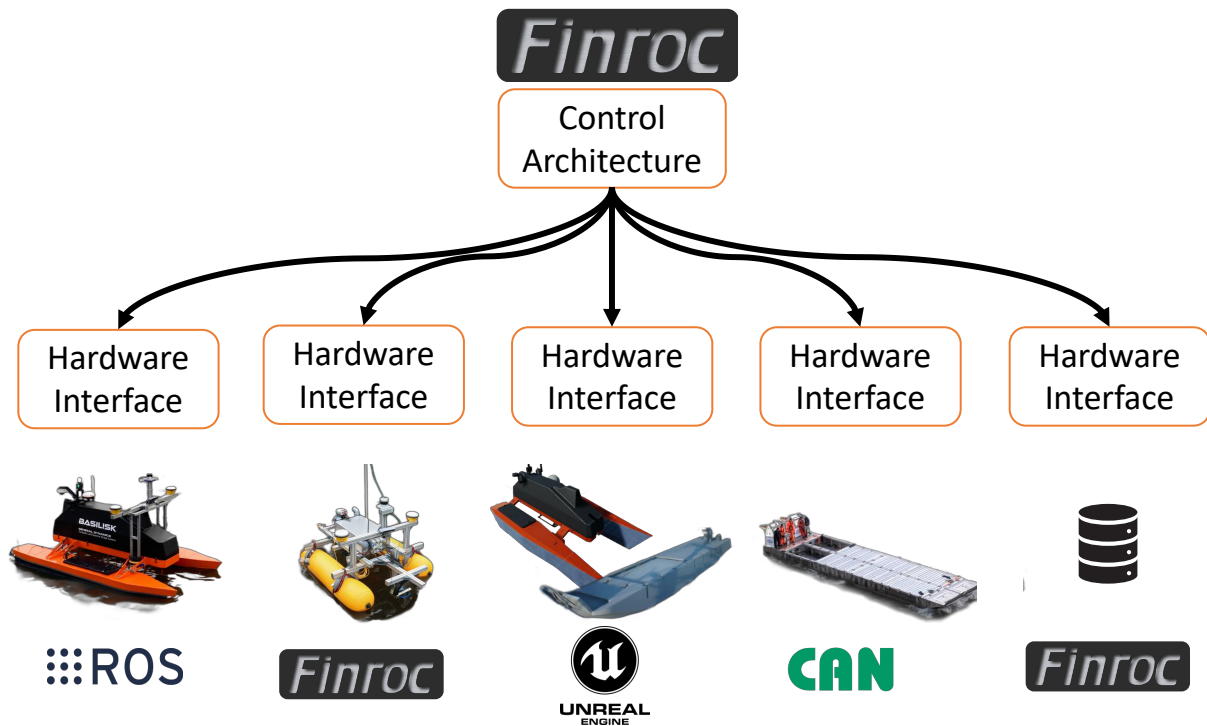 Finroc
Control
Architecture
Hardware
Interface
Hardware
Interface
Hardware
Interface
Hardware
Interface
Hardware
Interface
BASILISK
ROS
Finroc
UNREAL
ENGINE
CAN
Finroc